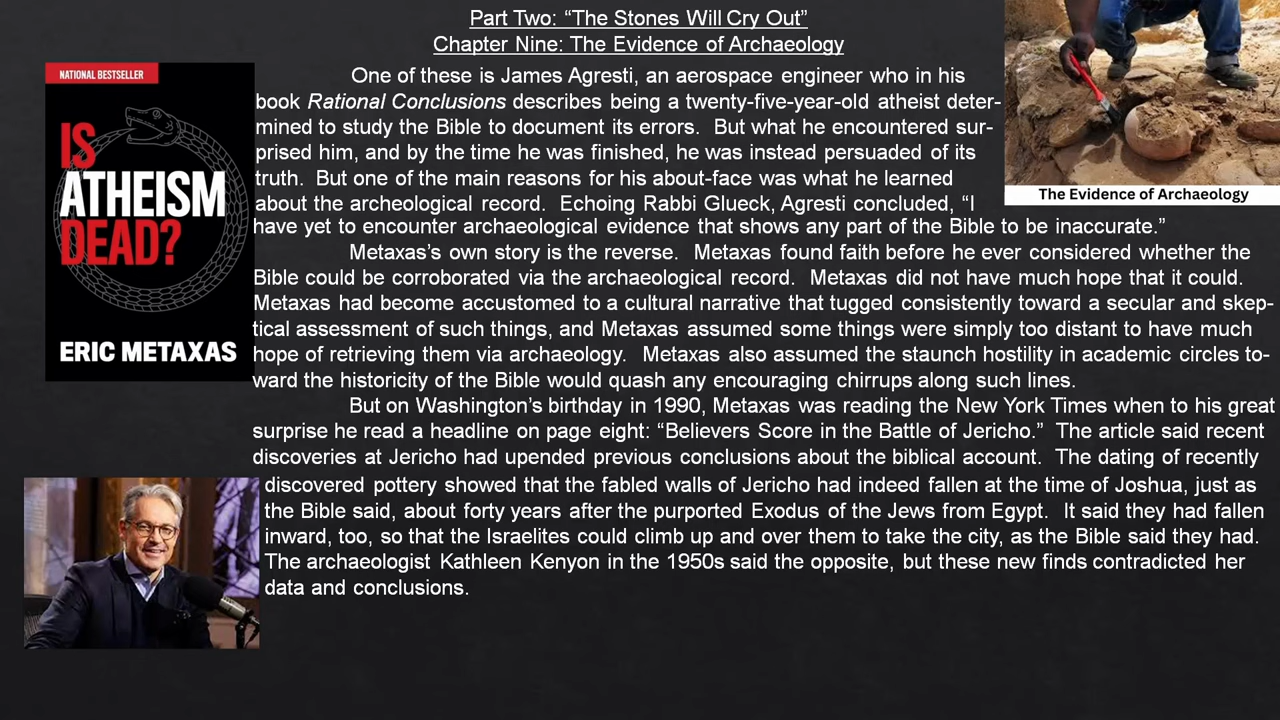 Part Two: “The Stones Will Cry Out”
Chapter Nine: The Evidence of Archaeology
One of these is James Agresti, an aerospace engineer who in his
book Rational Conclusions describes being a twenty-five-year-old atheist deter-
mined to study the Bible to document its errors. But what he encountered sur-
prised him, and by the time he was finished, he was instead persuaded of its
truth. But one of the main reasons for his about-face was what he learned
about the archeological record. Echoing Rabbi Glueck, Agresti concluded, “I
have yet to encounter archaeological evidence that shows any part of the Bible to be inaccurate.”
Metaxas’s own story is the reverse. Metaxas found faith before he ever considered whether the
Bible could be corroborated via the archaeological record. Metaxas did not have much hope that it could.
Metaxas had become accustomed to a cultural narrative that tugged consistently toward a secular and skep-
tical assessment of such things, and Metaxas assumed some things were simply too distant to have much
hope of retrieving them via archaeology. Metaxas also assumed the staunch hostility in academic circles to-
ward the historicity of the Bible would quash any encouraging chirrups along such lines.
But on Washington’s birthday in 1990, Metaxas was reading the New York Times when to his great
surprise he read a headline on page eight: “Believers Score in the Battle of Jericho.” The article said recent
discoveries at Jericho had upended previous conclusions about the biblical account. The dating of recently
discovered pottery showed that the fabled walls of Jericho had indeed fallen at the time of Joshua, just as
the Bible said, about forty years after the purported Exodus of the Jews from Egypt. It said they had fallen
inward, too, so that the Israelites could climb up and over them to take the city, as the Bible said they had.
The archaeologist Kathleen Kenyon in the 1950s said the opposite, but these new finds contradicted her
data and conclusions.
NATIONAL BESTSELLER
IS
ATHEISM
DEAD?
ERIC METAXAS
The Evidence of Archaeology